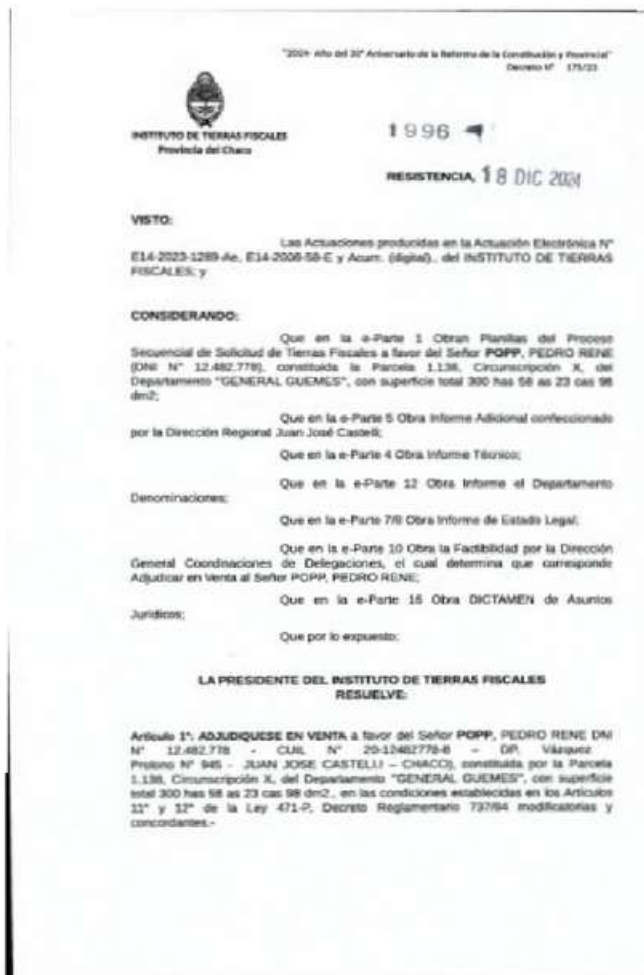 "2024- Año del 30° Aniversario de la Reforma de la Constitución y Provincial"
Decreto N° 175/23
INSTITUTO DE TIERRAS FISCALES
Provincia del Chaco
1996
RESISTENCIA, 18 DIC 2024
VISTO:
Las Actuaciones producidas en la Actuación Electrónica N°
E14-2023-1289-Ae, E14-2008-58-E y Acum. (digital)., del INSTITUTO DE TIERRAS
FISCALES; y
CONSIDERANDO:
Que en la e-Parte 1 Obran Planillas del Proceso
Secuencial de Solicitud de Tierras Fiscales a favor del Señor POPP, PEDRO RENE
(DNI N° 12.482.778), constituida la Parcela 1.138, Circunscripción X, del
Departamento "GENERAL GUEMES", con superficie total 300 has 58 as 23 cas 98
dm2;
Que en la e-Parte 5 Obra Informe Adicional confeccionado
por la Dirección Regional Juan José Castelli;
Que en la e-Parte 4 Obra Informe Técnico;
Que en la e-Parte 12 Obra Informe el Departamento
Denominaciones;
Que en la e-Parte 7/8 Obra Informe de Estado Legal;
Que en la e-Parte 10 Obra la Factibilidad por la Dirección
General Coordinaciones de Delegaciones, el cual determina que corresponde
Adjudicar en Venta al Señor POPP, PEDRO RENE;
Que en la e-Parte 16 Obra DICTAMEN de Asuntos
Jurídicos;
Que por lo expuesto;
LA PRESIDENTE DEL INSTITUTO DE TIERRAS FISCALES
RESUELVE:
Artículo 1°: ADJUDIQUESE EN VENTA a favor del Señor POPP, PEDRO RENE DNI
N° 12.482.778 - CUIL N° 20-12482778-8 – DP. Vázquez
N° 945 - JUAN JOSE CASTELLI – CHACO), constituida por la Parcela
1.138, Circunscripción X, del Departamento "GENERAL GUEMES", con superficie
total 300 has 58 as 23 cas 98 dm2., en las condiciones establecidas en los Artículos
11° y 12° de la Ley 471-P, Decreto Reglamentario 737/94 modificatorias y
concordantes.-